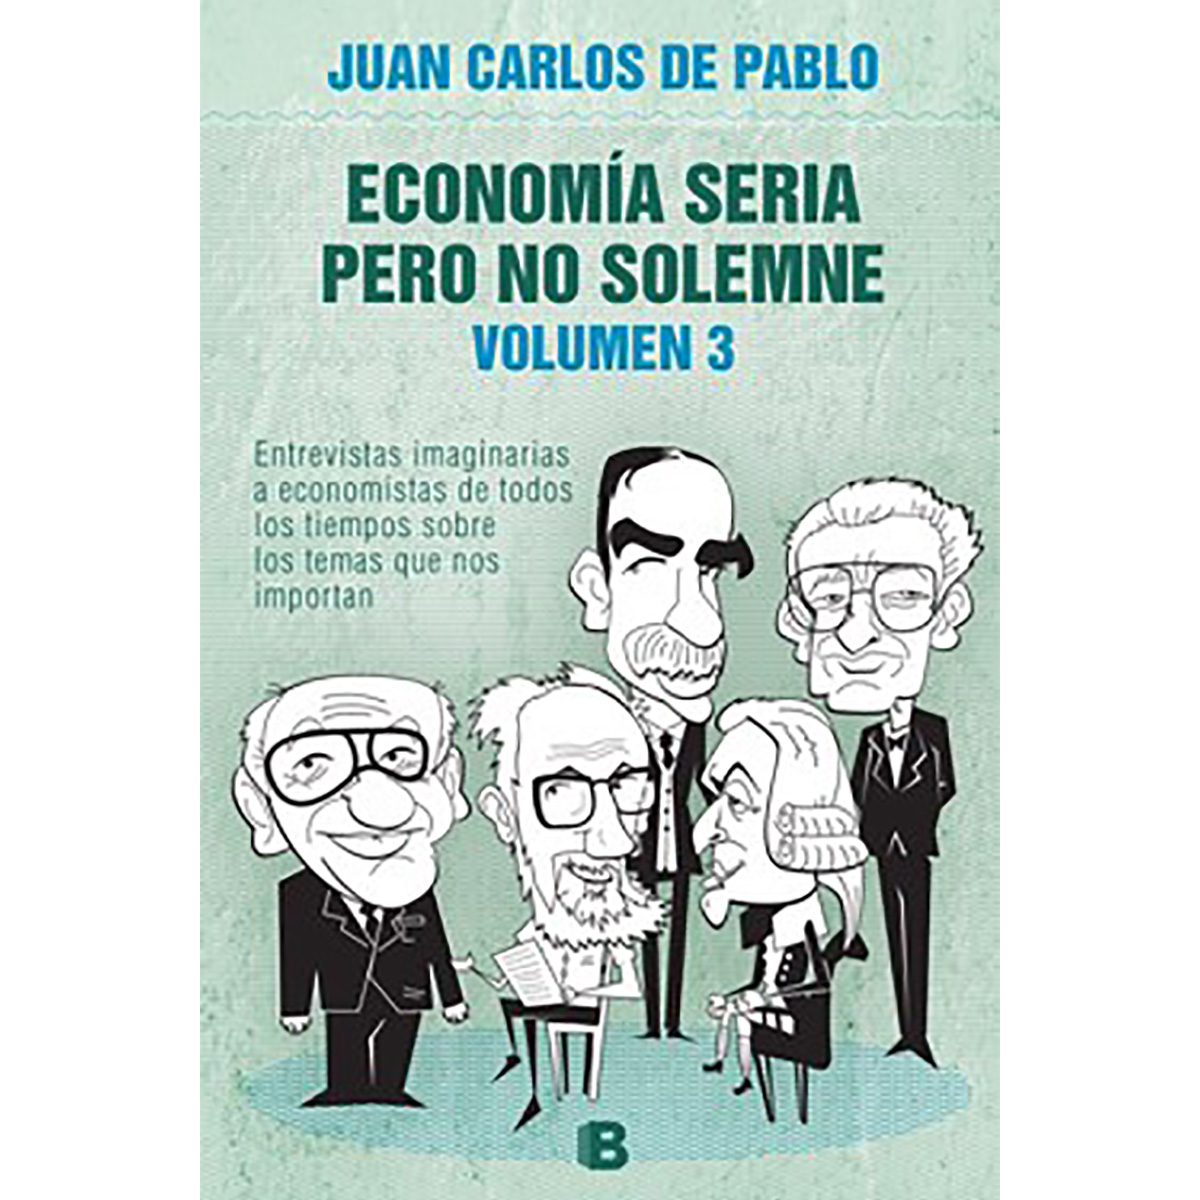 JUAN CARLOS DE PABLO
ECONOMÍA SERIA
PERO NO SOLEMNE
VOLUMEN 3
Entrevistas imaginarias
a economistas de todos
los tiempos sobre
los temas que nos
importan
B